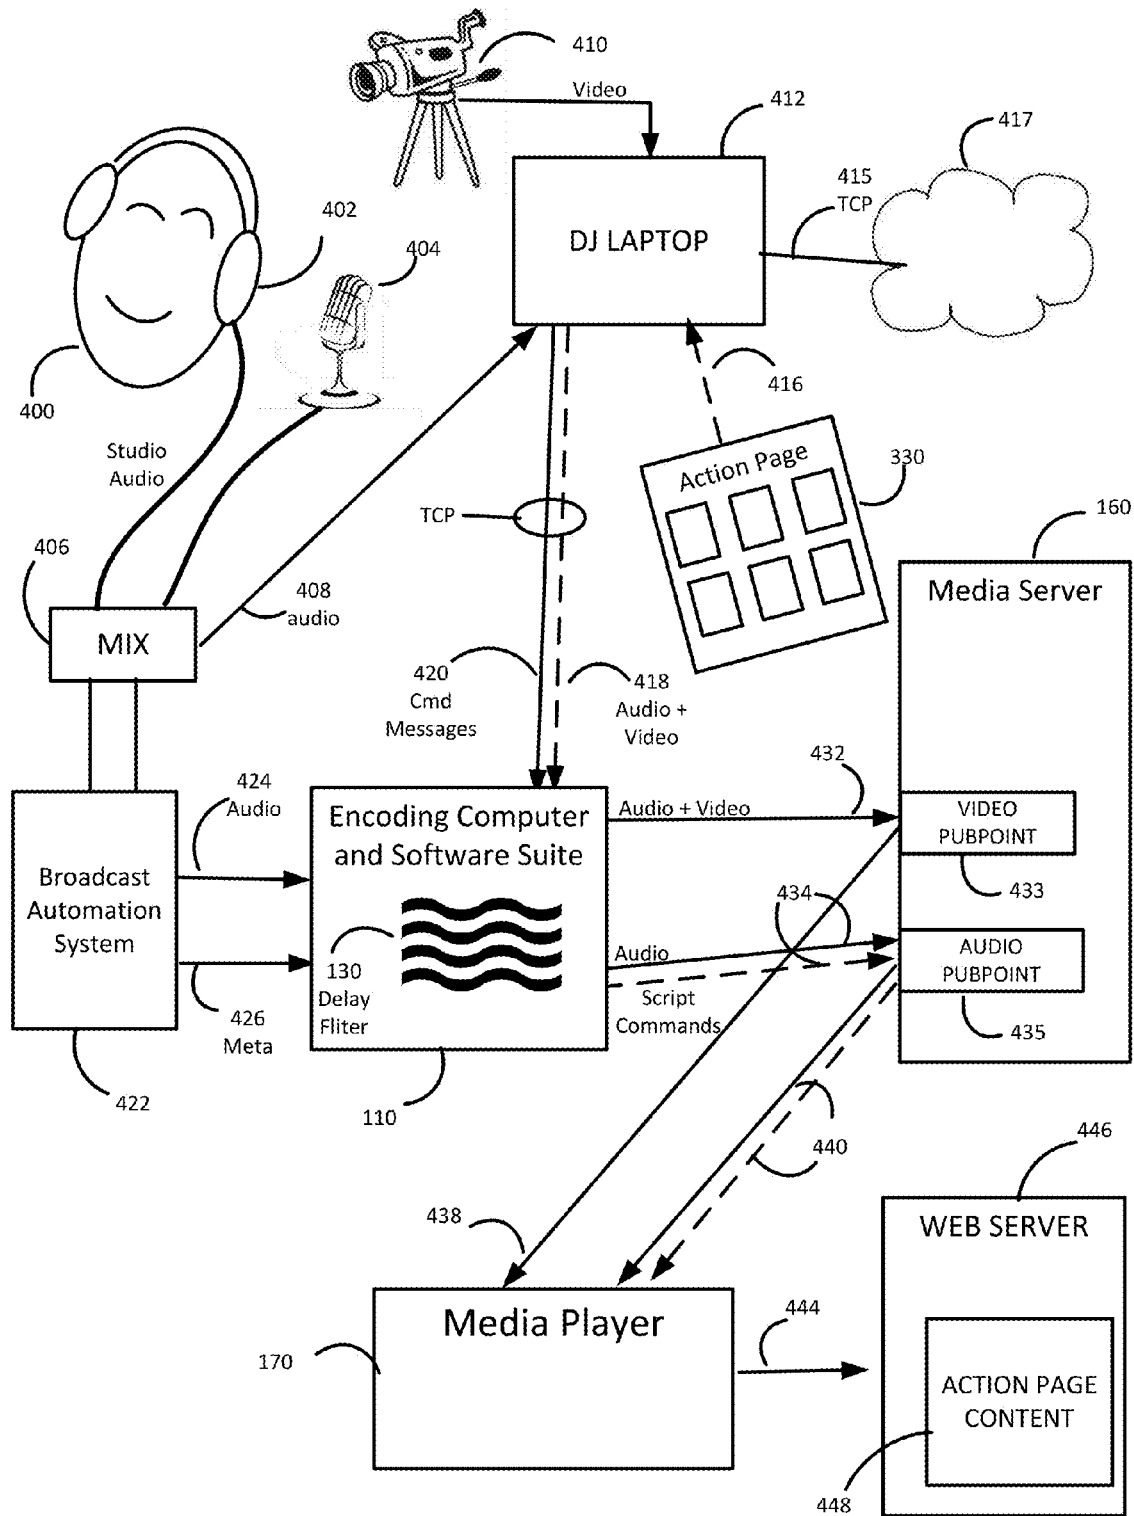 410
Video
412
417
415
TCP
DJ LAPTOP
402
404
400
416
Studio
Audio
Action Page
330
TCP
160
406
Media Server
408
audio
MIX
420
Cmd
Messages
418
Audio +
Video
432
424
Audio
Encoding Computer
and Software Suite
Audio + Video
VIDEO
PUBPOINT
433
Broadcast
Automation
System
434
130
Delay
Fliter
Audio
AUDIO
PUBPOINT
Script
Commands
435
426
Meta
422
110
446
440
438
WEB SERVER
Media Player
444
170
ACTION PAGE
CONTENT
448